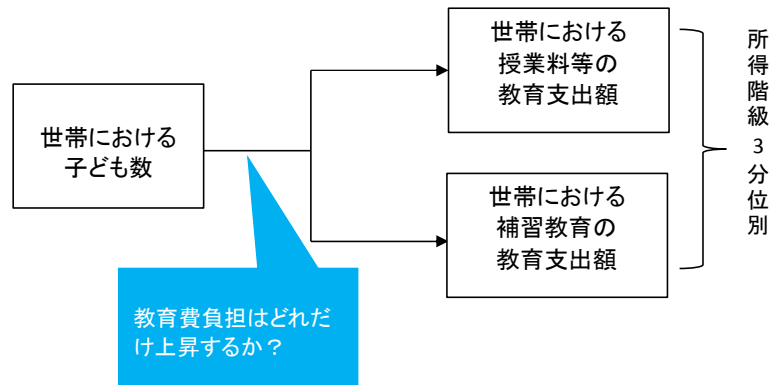 世帯における
子ども数
世帯における
授業料等の
教育支出額
世帯における
補習教育の
教育支出額
教育費負担はどれだ
け上昇するか？
所得階級3分位別